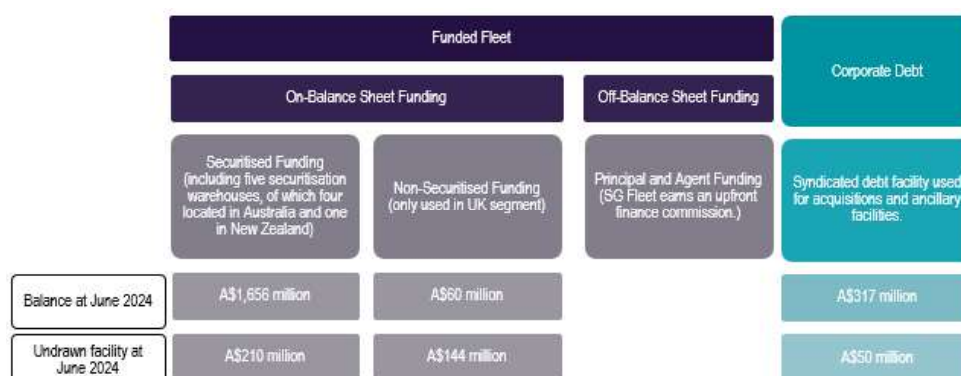 Funded Fleet
Corporate Debt
On-Balance Sheet Funding
Off-Balance Sheet Funding
Securitised Funding
(including five securitisation
warehouses, of which four
located in Australia and one
in New Zealand)
Non-Securitised Funding
(only used in UK segment)
Principal and Agent Funding
(SG Fleet earns an upfront
finance commission.)
Syndicated debt facility used
for acquisitions and ancillary
facilities.
Balance at June 2024
A$1,656 million
A$60 million
A$317 million
Undrawn facility at
June 2024
A$210 million
A$144 million
A$50 million